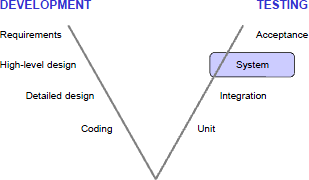 DEVELOPMENT TESTING
Requirements Acceptance
High-level design System
Detailed design Integration
Coding Unit